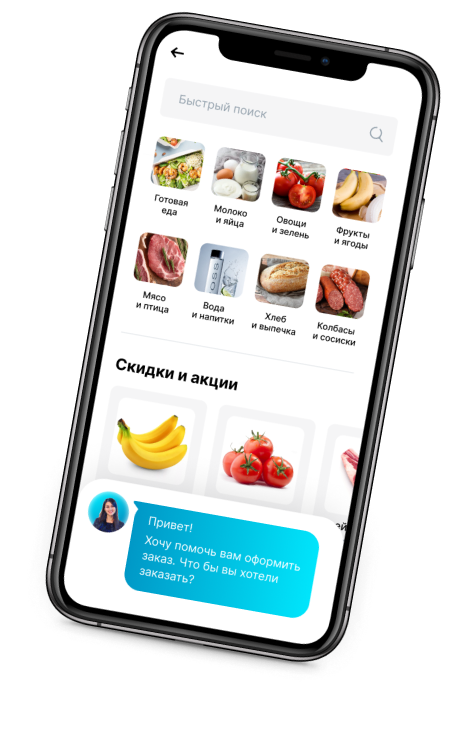 Быстрый поиск
Готовая
еда
Молоко
и яйца
Овощи
и зелень
Фрукты
и ягоды
Мясо
и птица
Вода
и напитки
Хлеб
и выпечка
Колбасы
и сосиски
Скидки и акции
Привет!
Хочу помочь вам оформить
заказ. Что бы вы хотели
заказать?